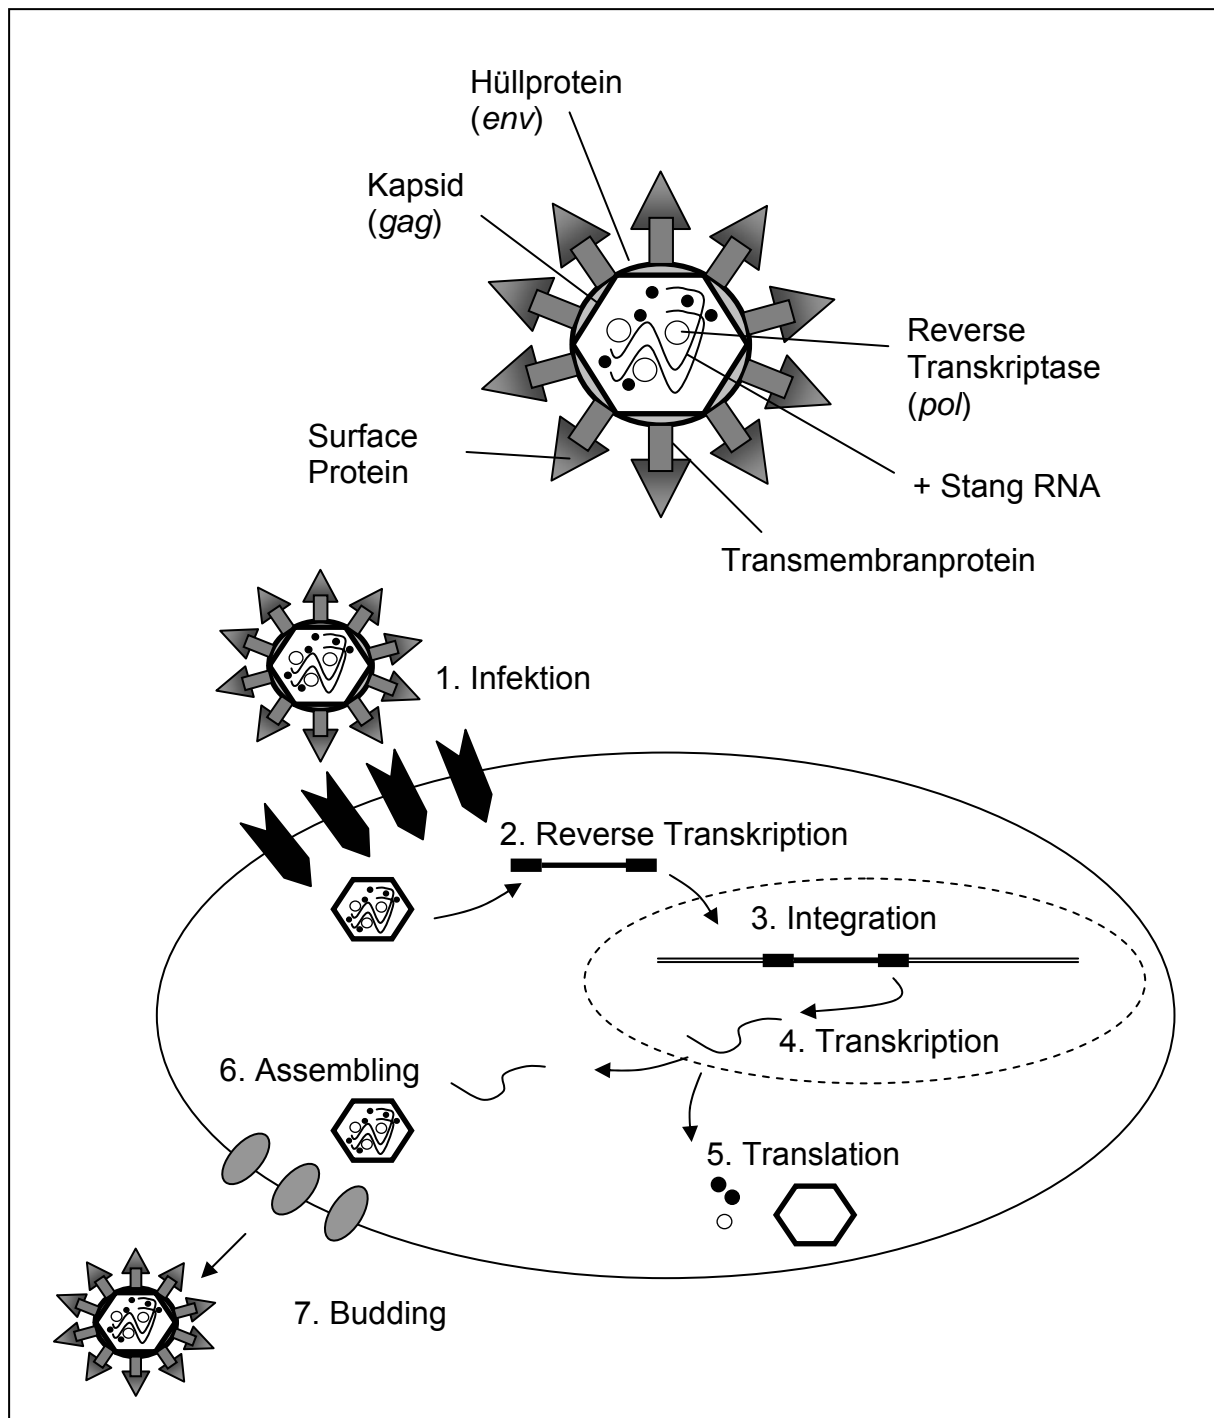 Hüllprotein
(env)
Kapsid
(gag)
Reverse
Transkriptase
(pol)
Surface
Protein
+ Stang RNA
Transmembranprotein
1. Infektion
2. Reverse Transkription
3. Integration
4. Transkription
6. Assembling
5. Translation
7. Budding